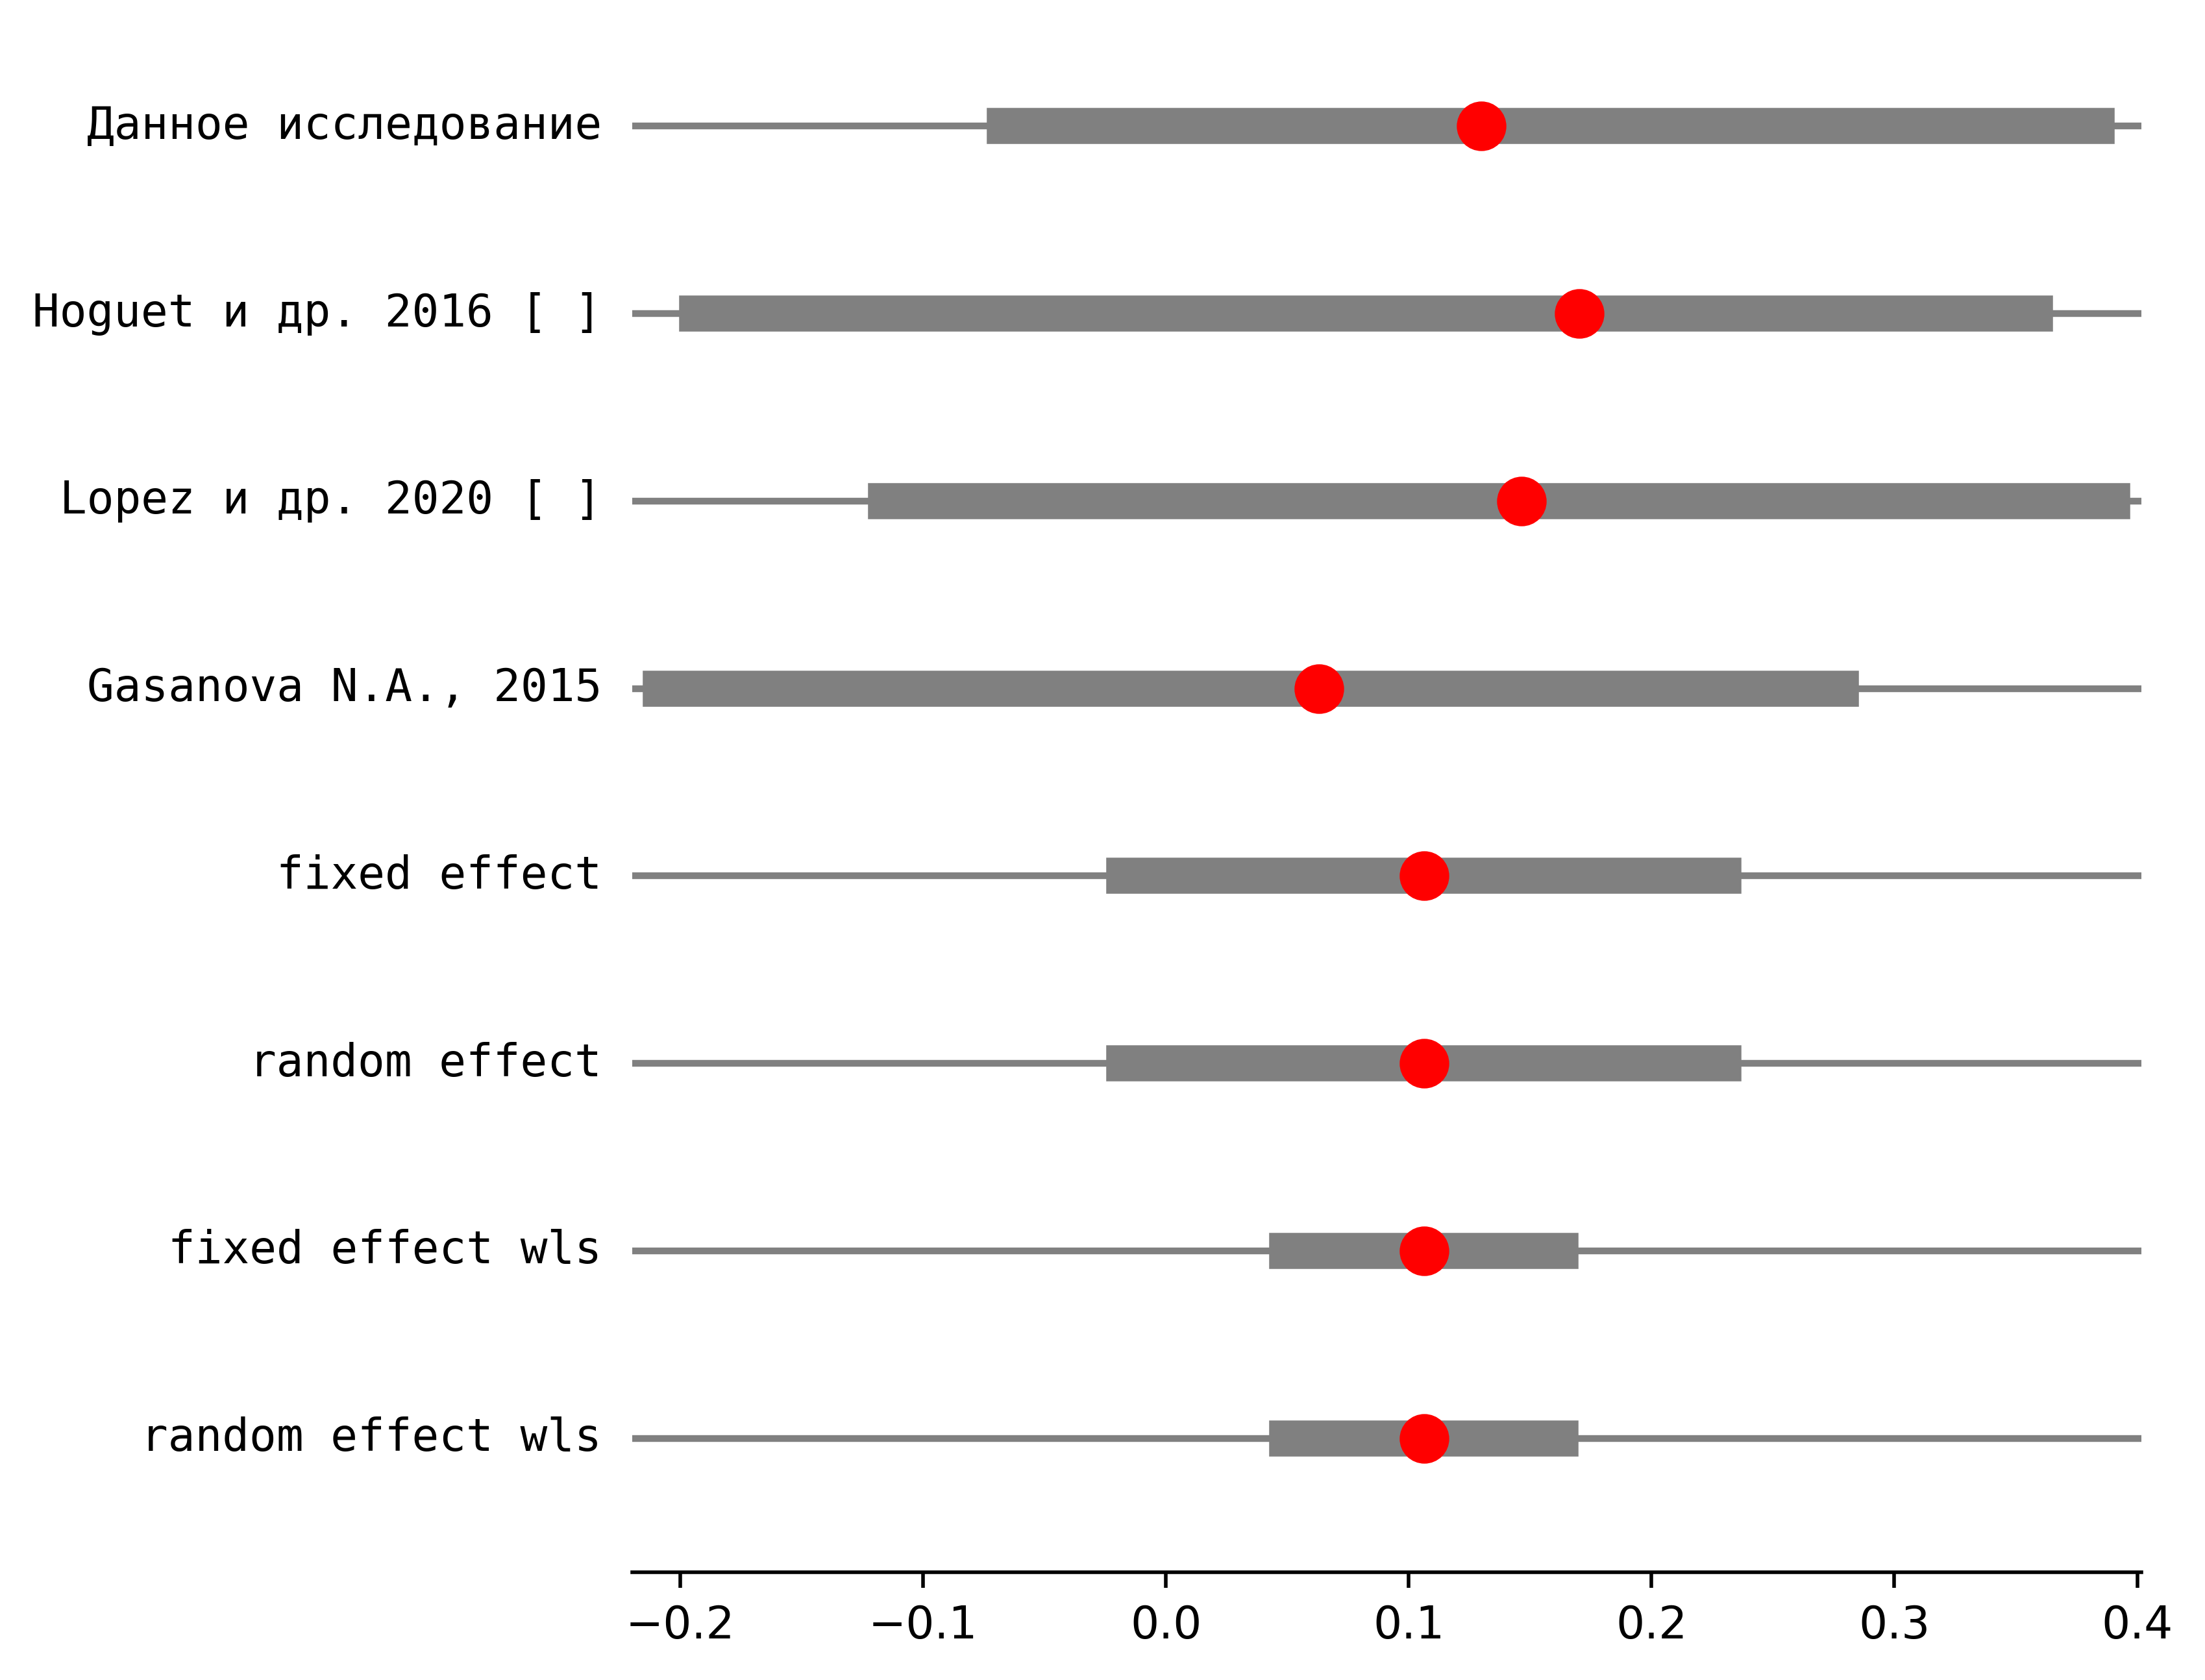 Данное исследование
Hoguet и др. 2016 [ ]
Lopez и др. 2020 [ ]
Gasanova N.A., 2015
fixed effect
random effect
fixed effect wls
random effect wls
−0.2 −0.1 0.0 0.1 0.2 0.3 0.4